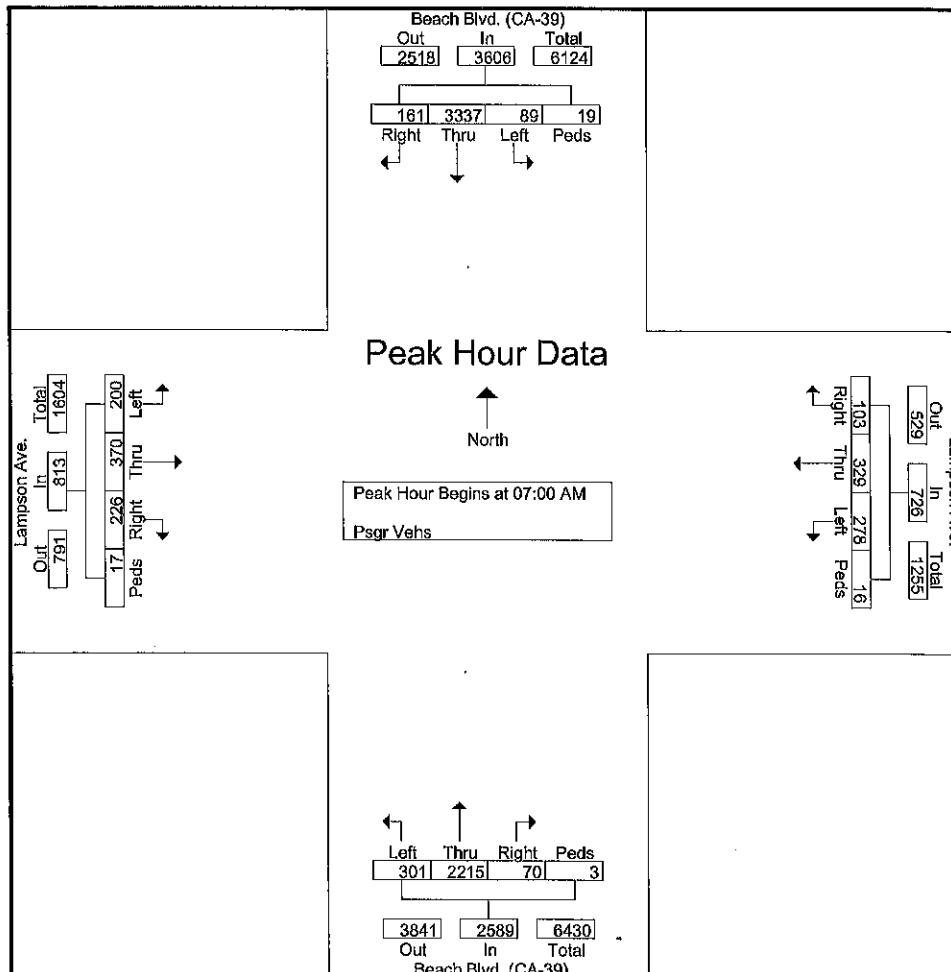 Beach Blvd. (CA-39)
Out In Total
2518 3606 6124
161 3337 89 19
Right Thru Left Peds
Peak Hour Data
North
Peak Hour Begins at 07:00 AM
Psgr Vehs
Lampson Ave.
Total In Out
1604 813 791
200 370 226 17
Left Thru Right Peds
Right Thru Left Peds
103 329 278 16
Out In Total
529 726 1255
Left Thru Right Peds
301 2215 70 3
3841 2589 6430
Out In Total
Beach Blvd. (CA-39)